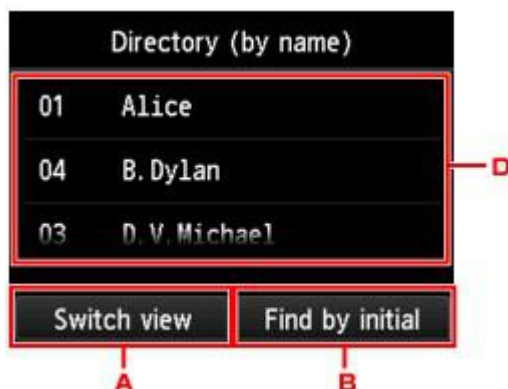 Directory (by name)
01 Alice
04 B.Dylan
D
03 D.V.Michael
Switch view Find by initial
A B